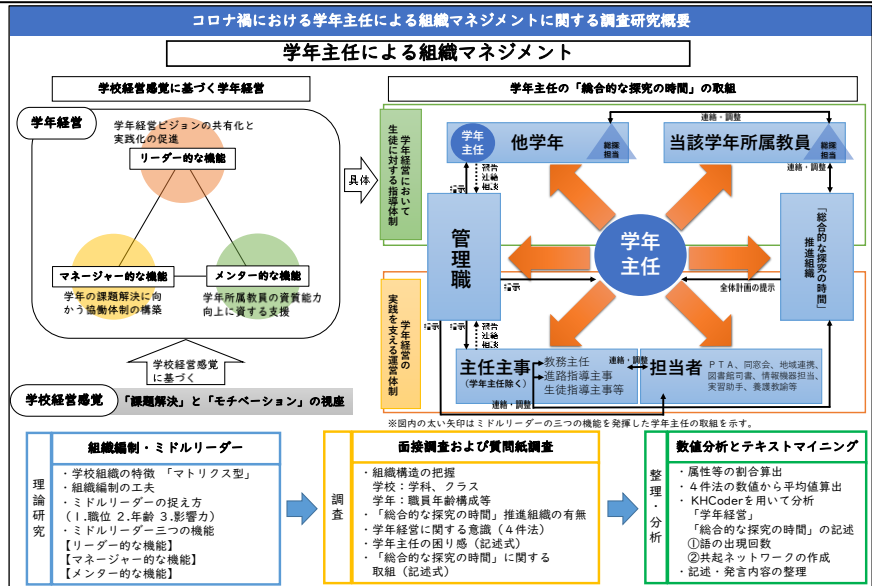 コロナ禍における学年主任による組織マネジメントに関する調査研究概要
学年主任による組織マネジメント
学校経営感覚に基づく学年経営
学年経営
学年経営ビジョンの共有化と
実践化の促進
リーダー的な機能
マネージャー的な機能
学年の課題解決に向
かう協働体制の構築
メンター的な機能
学年所属教員の資質能力
向上に資する支援
学校経営感覚
に基づく
学校経営感覚
「課題解決」と「モチベーション」の視座
具体
学年主任の「総合的な探究の時間」の取組
学年経営において
生徒に対する指導体制
学年経営の
実践を支える運営体制
連絡・調整
学年
主任
他学年
総探
担当
当該学年所属教員
総探
担当
指示
報告
連絡
相談
連絡・調整
管理職
学年
主任
「総合的な探究の時間」
推進組織
指示
全体計画の提示
指示
指示
報告
連絡
相談
主任主事
(学年主任除く)
教務主任
進路指導主事
生徒指導主事等
連絡・調整
担当者
PTA、同窓会、地域連携、
図書館司書、情報機器担当、
実習助手、養護教諭等
連絡・調整
※図内の太い矢印はミドルリーダーの三つの機能を発揮した学年主任の取組を示す。
理論研究
組織編制・ミドルリーダー
・学校組織の特徴 「マトリクス型」
・組織編制の工夫
・ミドルリーダーの捉え方
(1.職位 2.年齢 3.影響力)
・ミドルリーダー三つの機能
【リーダー的な機能】
【マネージャー的な機能】
【メンター的な機能】
調査
面接調査および質問紙調査
・組織構造の把握
学校：学科、クラス
学年：職員年齢構成等
・「総合的な探究の時間」推進組織の有無
・学年経営に関する意識(4件法)
・学年主任の困り感(記述式)
・「総合的な探究の時間」に関する
取組(記述式)
整理・分析
数値分析とテキストマイニング
・属性等の割合算出
・4件法の数値から平均値算出
・KHCoderを用いて分析
「学年経営」
「総合的な探究の時間」の記述
①語の出現回数
②共起ネットワークの作成
・記述・発言内容の整理